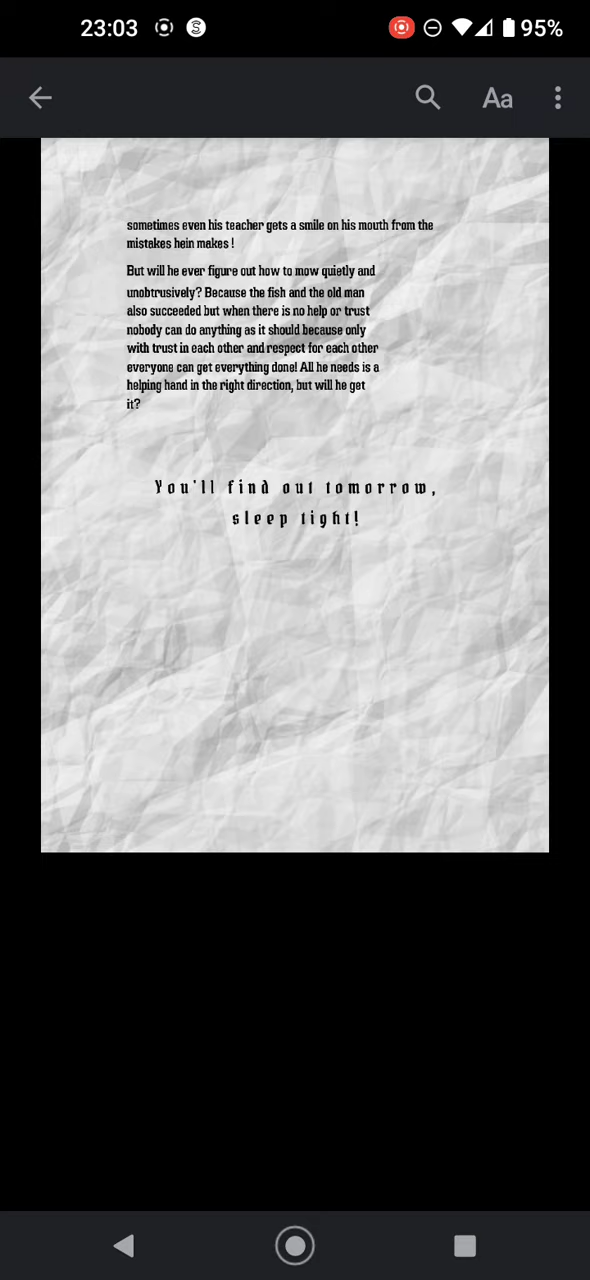 23:03
95%
Aa
sometimes even his teacher gets a smile on his mouth from the
mistakes hein makes !
But will he ever figure out how to mow quietly and
unobtrusively? Because the fish and the old man
also succeeded but when there is no help or trust
nobody can do anything as it should because only
with trust in each other and respect for each other
everyone can get everything done! All he needs is a
helping hand in the right direction, but will he get
it?
You'll find out tomorrow,
sleep tight!